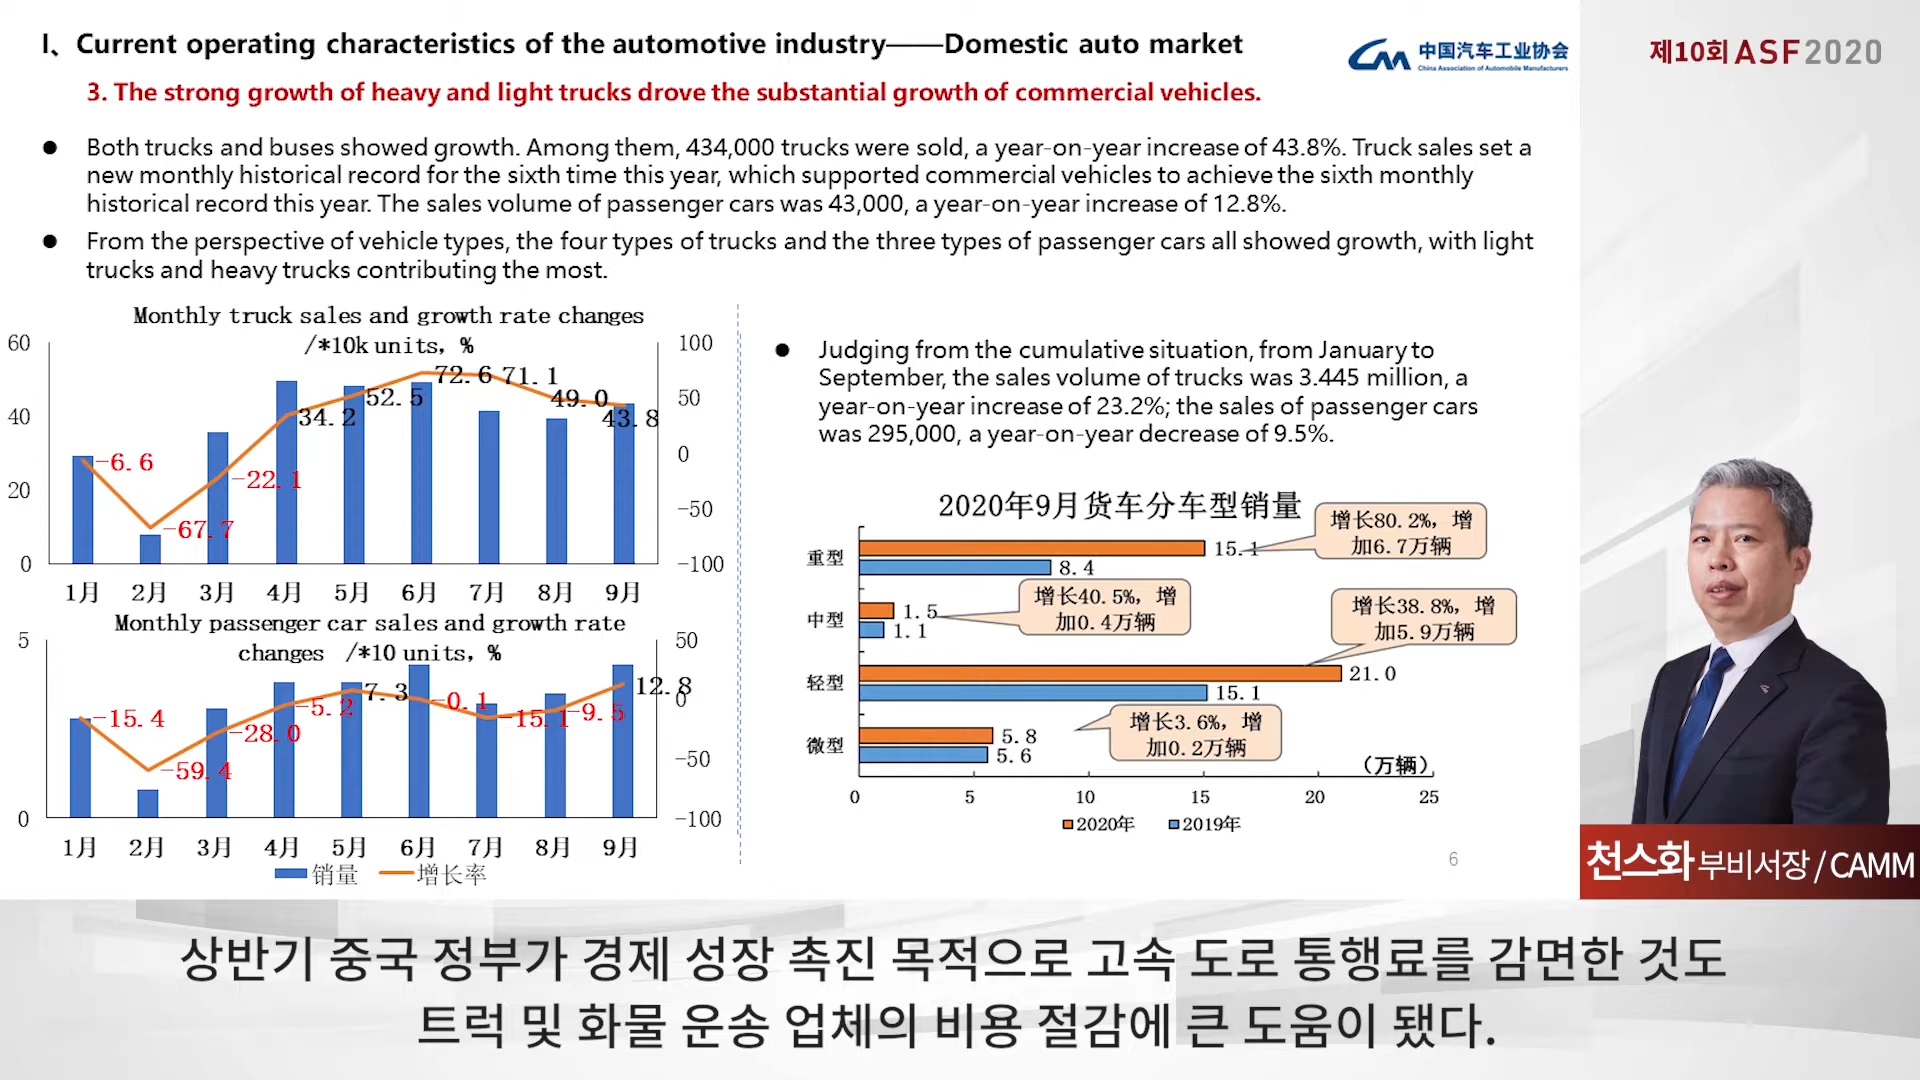 I、Current operating characteristics of the automotive industry——Domestic auto market
中国汽车工业协会
China Association of Automobile Manufacturers
제10회 ASF 2020
3. The strong growth of heavy and light trucks drove the substantial growth of commercial vehicles.
● Both trucks and buses showed growth. Among them, 434,000 trucks were sold, a year-on-year increase of 43.8%. Truck sales set a
new monthly historical record for the sixth time this year, which supported commercial vehicles to achieve the sixth monthly
historical record this year. The sales volume of passenger cars was 43,000, a year-on-year increase of 12.8%.
● From the perspective of vehicle types, the four types of trucks and the three types of passenger cars all showed growth, with light
trucks and heavy trucks contributing the most.
Monthly truck sales and growth rate changes
/*10k units, %
60
40
20
0
100
50
0
-50
-100
-6.6
-67.7
-22.1
34.2
52.5
72.6
71.1
49.0
43.8
1月 2月 3月 4月 5月 6月 7月 8月 9月
Monthly passenger car sales and growth rate
changes /*10 units, %
5
0
50
0
-50
-100
-15.4
-59.4
-28.0
-5.2
7.3
-0.1
-15.1
-9.5
12.8
1月 2月 3月 4月 5月 6月 7月 8月 9月
销量 增长率
● Judging from the cumulative situation, from January to
September, the sales volume of trucks was 3.445 million, a
year-on-year increase of 23.2%; the sales of passenger cars
was 295,000, a year-on-year decrease of 9.5%.
2020年9月货车分车型销量
增长80.2%，增
加6.7万辆
重型
15.1
8.4
增长40.5%，增
加0.4万辆
中型
1.5
1.1
增长38.8%，增
加5.9万辆
轻型
21.0
15.1
增长3.6%，增
加0.2万辆
微型
5.8
5.6
（万辆）
0 5 10 15 20 25
2020年 2019年
6
천스화 부비서장 / CAMM
상반기 중국 정부가 경제 성장 촉진 목적으로 고속 도로 통행료를 감면한 것도
트럭 및 화물 운송 업체의 비용 절감에 큰 도움이 됐다.